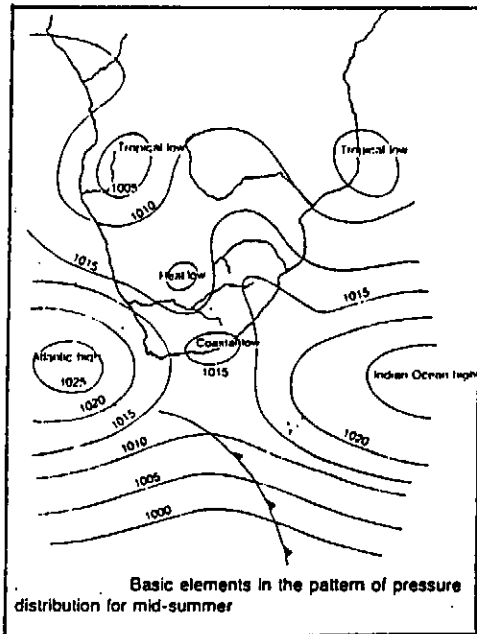 Tropical low
Tropical low
1005
1010
1015
Heat low
1015
Coastal low
1015
Atlantic high
1025
Indian Ocean high
1020
1015
1020
1010
1005
1000
Basic elements in the pattern of pressure
distribution for mid-summer